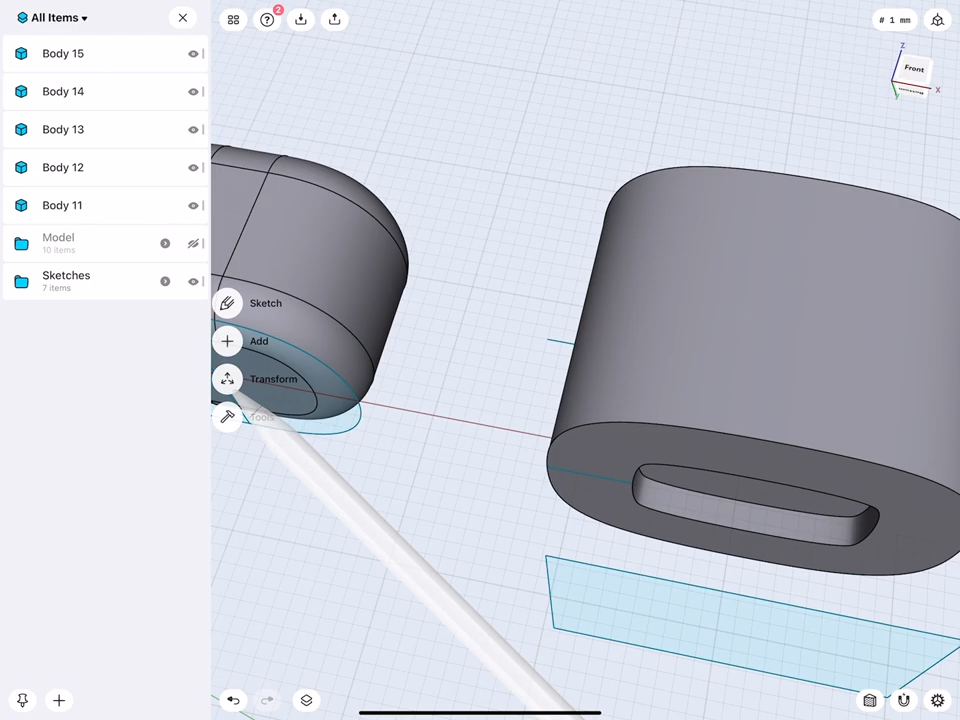 All Items
2
# 1 mm
Body 15
Body 14
Body 13
Body 12
Body 11
Model
10 items
Sketches
7 items
Sketch
Add
Transform
Tools
Z
Front
X
Y